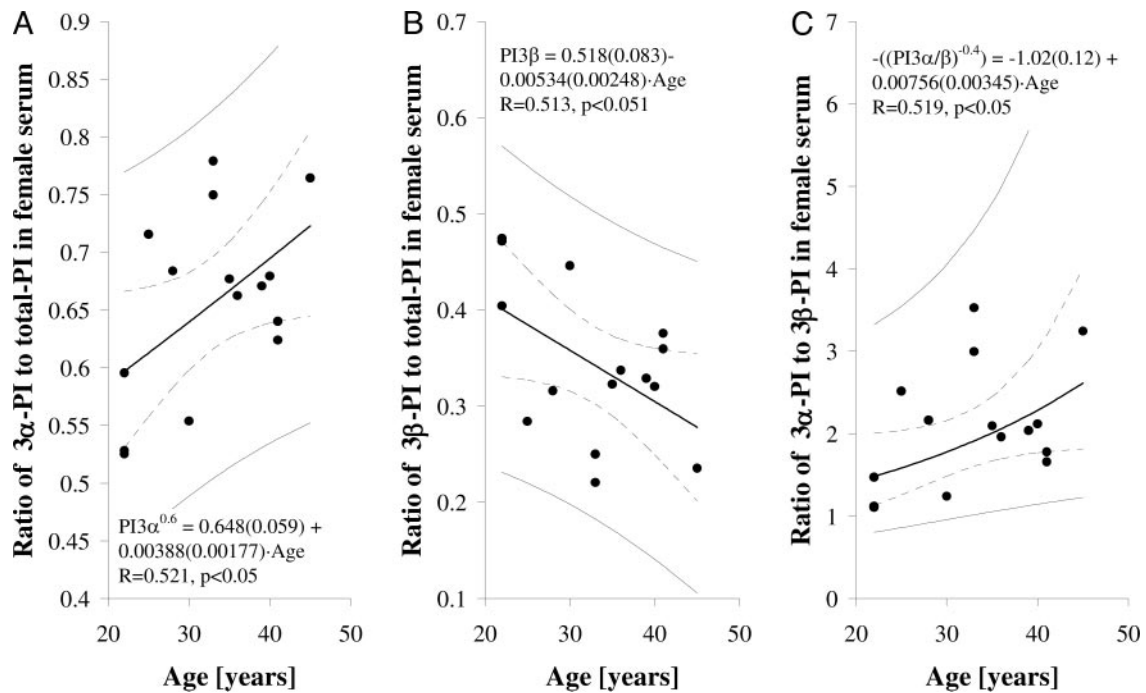 A
Ratio of 3α-PI to total-PI in female serum
0.9
0.85
0.8
0.75
0.7
0.65
0.6
0.55
0.5
0.45
0.4
PI3α^0.6 = 0.648(0.059) +
0.00388(0.00177)·Age
R=0.521, p<0.05
20 30 40 50
Age [years]
B
Ratio of 3β-PI to total-PI in female serum
0.7
0.6
0.5
0.4
0.3
0.2
0.1
PI3β = 0.518(0.083)-
0.00534(0.00248)·Age
R=0.513, p<0.051
20 30 40 50
Age [years]
C
Ratio of 3α-PI to 3β-PI in female serum
7
6
5
4
3
2
1
0
-((PI3α/β)^-0.4) = -1.02(0.12) +
0.00756(0.00345)·Age
R=0.519, p<0.05
20 30 40 50
Age [years]